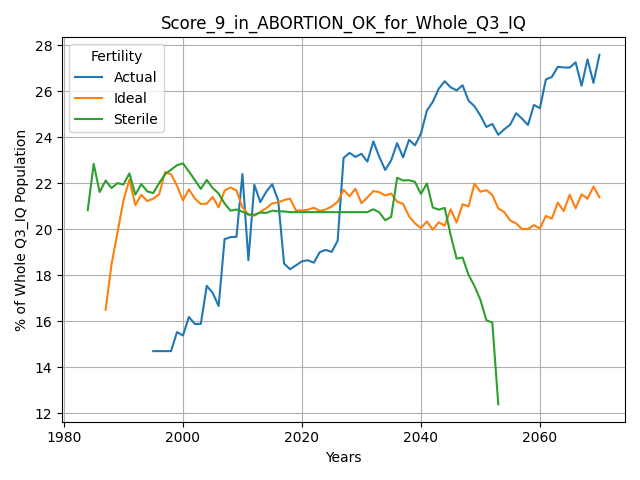 Score_9_in_ABORTION_OK_for_Whole_Q3_IQ
Fertility
Actual
Ideal
Sterile
% of Whole Q3_IQ Population
28
26
24
22
20
18
16
14
12
1980
2000
2020
2040
2060
Years